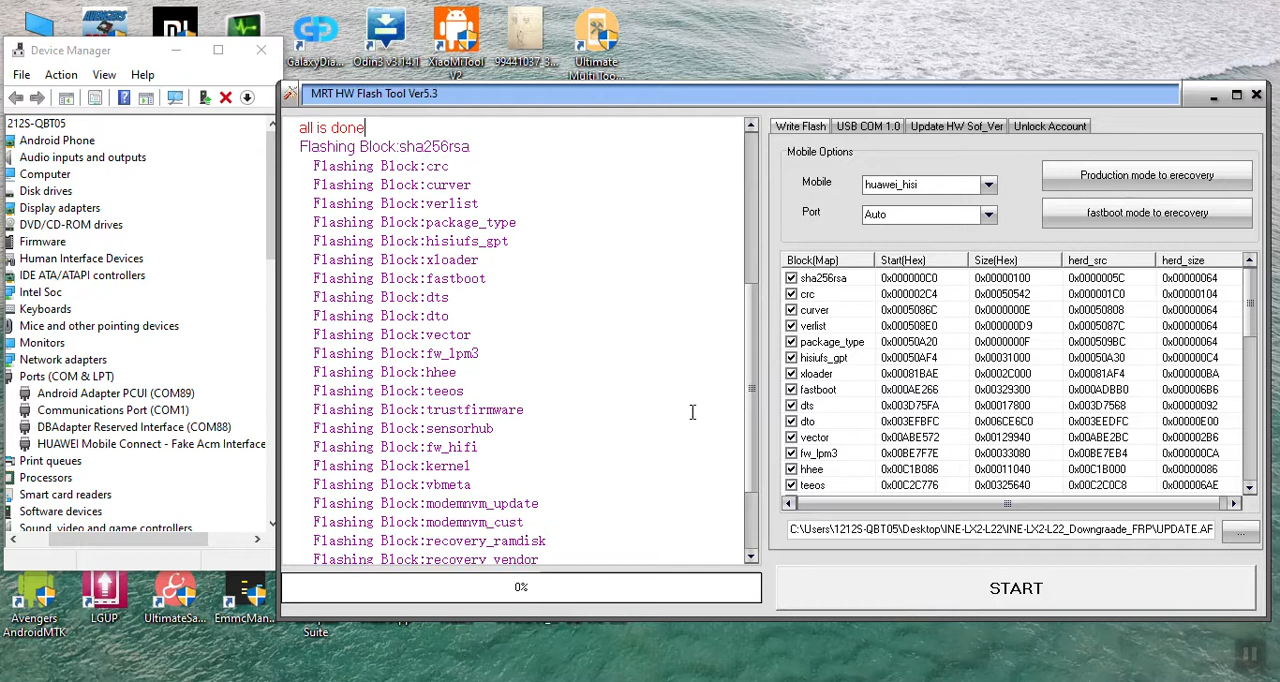 GalaxyDia...
Odin3 v3.14.1
XiaoMiTool
V2
99441037_3...
Ultimate
Multi Too...
Device Manager
File Action View Help
212S-QBT05
Android Phone
Audio inputs and outputs
Computer
Disk drives
Display adapters
DVD/CD-ROM drives
Firmware
Human Interface Devices
IDE ATA/ATAPI controllers
Intel Soc
Keyboards
Mice and other pointing devices
Monitors
Network adapters
Ports (COM & LPT)
Android Adapter PCUI (COM89)
Communications Port (COM1)
DBAdapter Reserved Interface (COM88)
HUAWEI Mobile Connect - Fake Acm Interface
Print queues
Processors
Smart card readers
Software devices
Sound, video and game controllers
MRT HW Flash Tool Ver5.3
all is done
Flashing Block:sha256rsa
Flashing Block:crc
Flashing Block:curver
Flashing Block:verlist
Flashing Block:package_type
Flashing Block:hisiufs_gpt
Flashing Block:xloader
Flashing Block:fastboot
Flashing Block:dts
Flashing Block:dto
Flashing Block:vector
Flashing Block:fw_lpm3
Flashing Block:hhee
Flashing Block:teeos
Flashing Block:trustfirmware
Flashing Block:sensorhub
Flashing Block:fw_hifi
Flashing Block:kernel
Flashing Block:vbmeta
Flashing Block:modemnvm_update
Flashing Block:modemnvm_cust
Flashing Block:recovery_ramdisk
Flashing Block:recovery_vendor
0%
Write Flash USB COM 1.0 Update HW Sof_Ver Unlock Account
Mobile Options
Mobile huawei_hisi Production mode to erecovery
Port Auto fastboot mode to erecovery
Block(Map) Start(Hex) Size(Hex) herd_src herd_size
sha256rsa 0x000000C0 0x00000100 0x0000005C 0x00000064
crc 0x000002C4 0x00050542 0x000001C0 0x00000104
curver 0x0005086C 0x0000000E 0x00050808 0x00000064
verlist 0x000508E0 0x000000D9 0x0005087C 0x00000064
package_type 0x00050A20 0x0000000F 0x000509BC 0x00000064
hisiufs_gpt 0x00050AF4 0x00031000 0x00050A30 0x000000C4
xloader 0x00081BAE 0x0002C000 0x00081AF4 0x000000BA
fastboot 0x000AE266 0x00329300 0x000ADBB0 0x000006B6
dts 0x003D75FA 0x00017800 0x003D7568 0x00000092
dto 0x003EFBFC 0x006CE6C0 0x003EEDFC 0x00000E00
vector 0x00ABE572 0x00129940 0x00ABE2BC 0x000002B6
fw_lpm3 0x00BE7F7E 0x00033080 0x00BE7EB4 0x000000CA
hhee 0x00C1B086 0x00011040 0x00C1B000 0x00000086
teeos 0x00C2C776 0x00325640 0x00C2C0C8 0x000006AE
C:\Users\1212S-QBT05\Desktop\INE-LX2-L22\INE-LX2-L22_Downgraade_FRP\UPDATE.AF
...
START
Avengers
AndroidMTK
LGUP
UltimateSa...
EmmcMan...
Suite